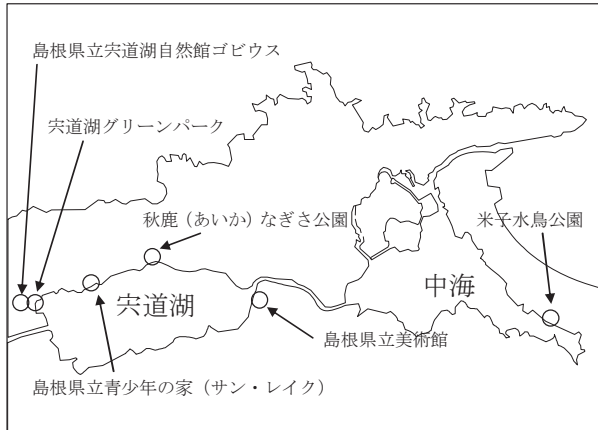 島根県立宍道湖自然館ゴビウス
宍道湖グリーンパーク
秋鹿（あいか）なぎさ公園
米子水鳥公園
中海
宍道湖
島根県立美術館
島根県立青少年の家（サン・レイク）